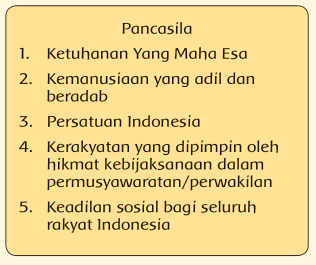 Pancasila
1. Ketuhanan Yang Maha Esa
2. Kemanusiaan yang adil dan
beradab
3. Persatuan Indonesia
4. Kerakyatan yang dipimpin oleh
hikmat kebijaksanaan dalam
permusyawaratan/perwakilan
5. Keadilan sosial bagi seluruh
rakyat Indonesia